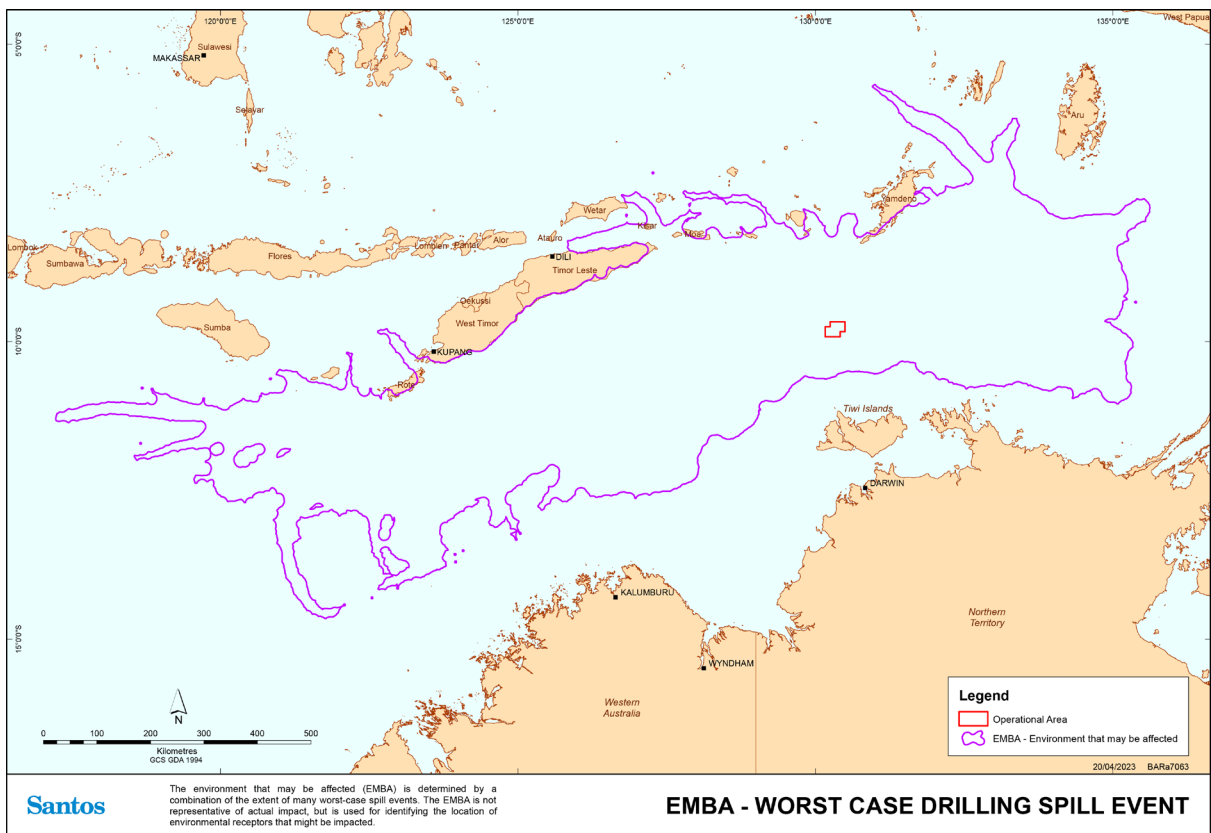 120°0'0"E
125°0'0"E
130°0'0"E
135°0'0"E
West Papua
5°0'0"S
Sulawesi
MAKASSAR
Selayar
Aru
Yamdena
Wetar
Kisar
Moa
Atauro
Alor
Pantar
Lomblen
Flores
Lombok
Sumbawa
DILI
Timor Leste
Oekussi
West Timor
Sumba
10°0'0"S
KUPANG
Rote
Tiwi Islands
DARWIN
KALUMBURU
Northern
Territory
15°0'0"S
WYNDHAM
Western
Australia
N
0 100 200 300 400 500
Kilometres
GCS GDA 1994
Legend
Operational Area
EMBA - Environment that may be affected
20/04/2023 BARa7063
Santos
The environment that may be affected (EMBA) is determined by a
combination of the extent of many worst-case spill events. The EMBA is not
representative of actual impact, but is used for identifying the location of
environmental receptors that might be impacted.
EMBA - WORST CASE DRILLING SPILL EVENT